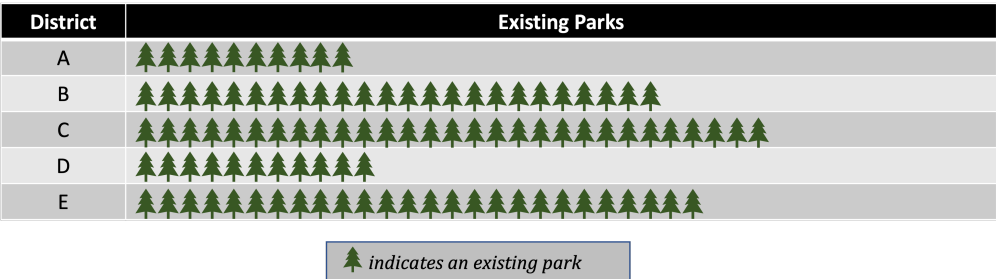 District Existing Parks
A
B
C
D
E
indicates an existing park